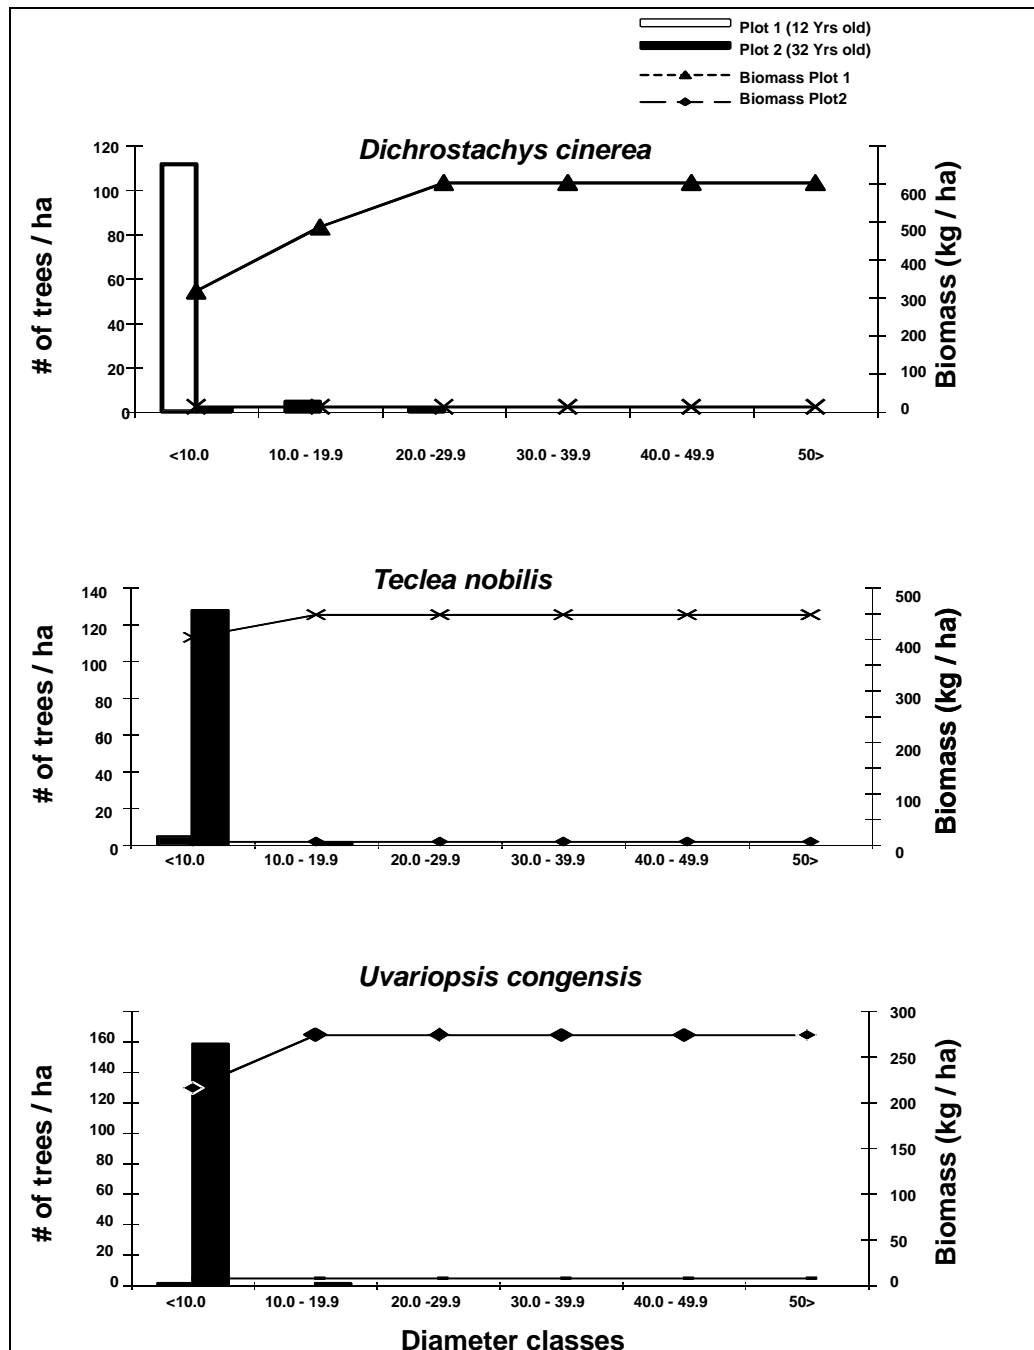 Plot 1 (12 Yrs old)
Plot 2 (32 Yrs old)
Biomass Plot 1
Biomass Plot2
Dichrostachys cinerea
# of trees / ha
120
100
80
60
40
20
0
600
500
400
300
200
100
0
Biomass (kg / ha)
<10.0 10.0 - 19.9 20.0 -29.9 30.0 - 39.9 40.0 - 49.9 50>
Teclea nobilis
# of trees / ha
140
120
100
80
60
40
20
0
500
400
300
200
100
0
Biomass (kg / ha)
<10.0 10.0 - 19.9 20.0 -29.9 30.0 - 39.9 40.0 - 49.9 50>
Uvariopsis congensis
# of trees / ha
160
140
120
100
80
60
40
20
0
300
250
200
150
100
50
0
Biomass (kg / ha)
<10.0 10.0 - 19.9 20.0 -29.9 30.0 - 39.9 40.0 - 49.9 50>
Diameter classes